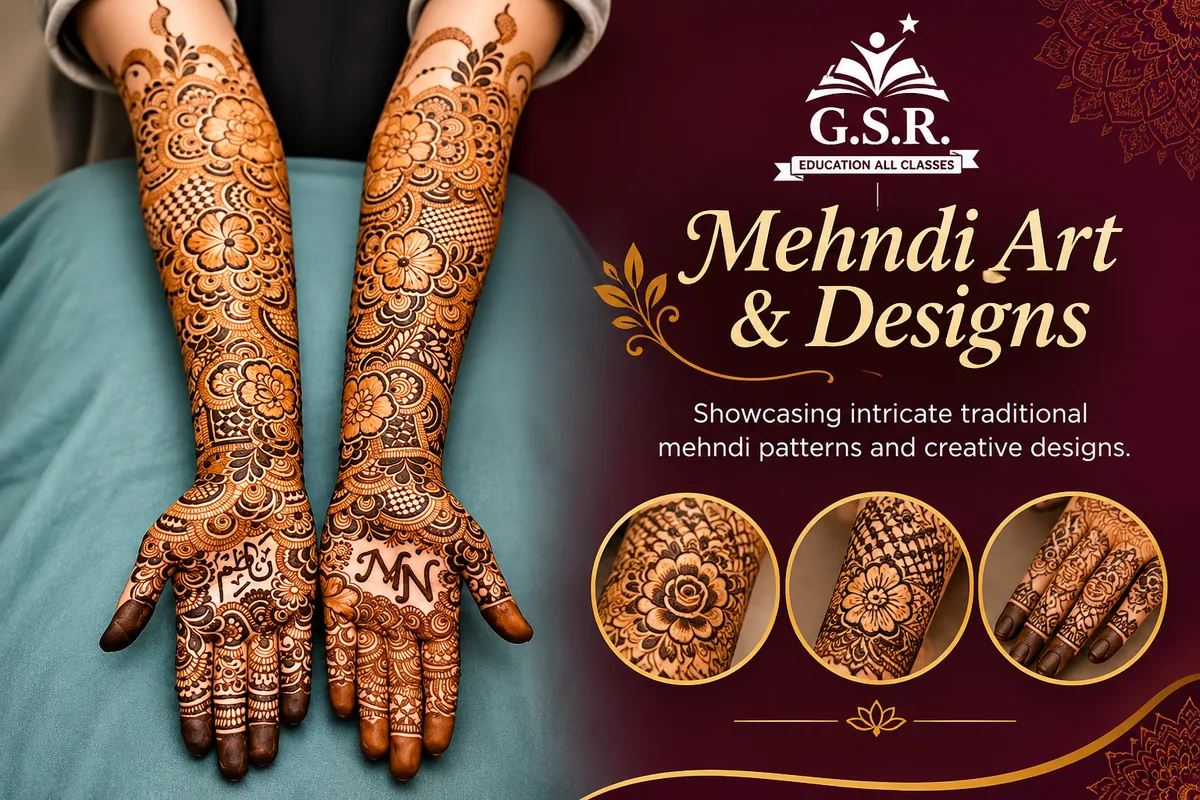 G.S.R.
EDUCATION ALL CLASSES
Mehndi Art
& Designs
Showcasing intricate traditional
mehndi patterns and creative designs.
MN